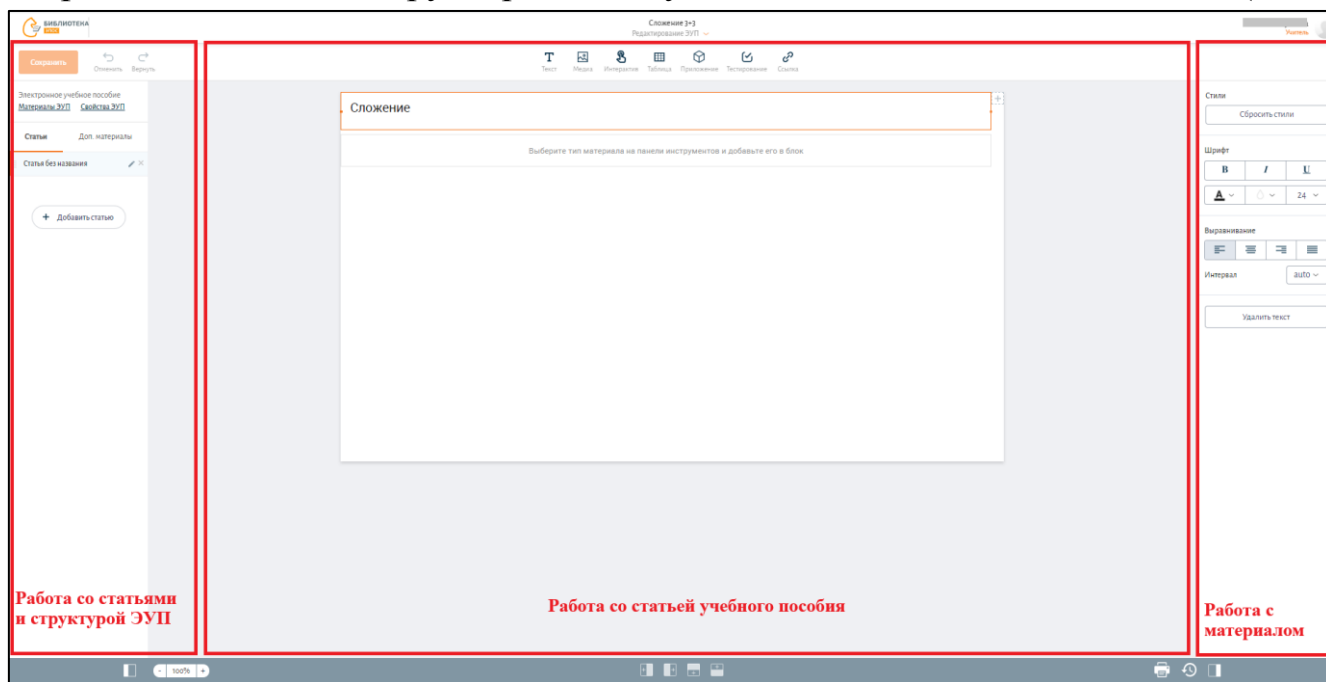 БИБЛИОТЕКА
МЭШ
Сложение 3+3
Редактирование ЭУП
Учитель
Сохранить
Отменить Вернуть
Текст Медиа Интерактив Таблица Приложение Тестирование Ссылка
Электронное учебное пособие
Материалы ЭУП Свойства ЭУП
Статьи Доп. материалы
Статья без названия
+ Добавить статью
Сложение
Выберите тип материала на панели инструментов и добавьте его в блок
Стили
Сбросить стили
Шрифт
B I U
A 24
Выравнивание
Интервал auto
Удалить текст
Работа со статьями
и структурой ЭУП
Работа со статьей учебного пособия
Работа с
материалом
- 100% +